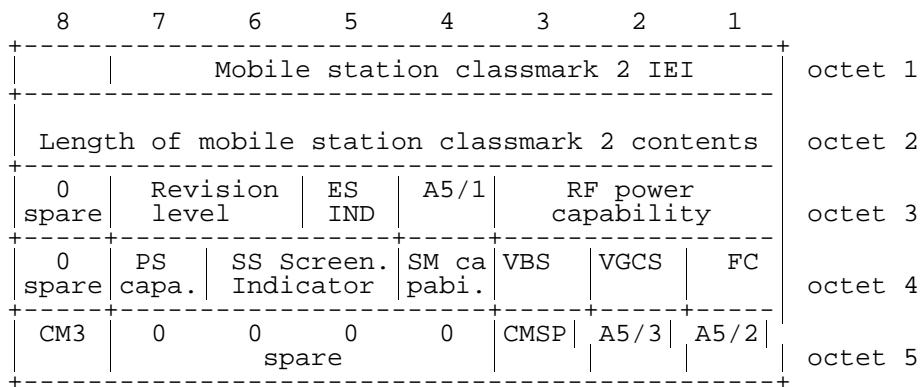 8 7 6 5 4 3 2 1
Mobile station classmark 2 IEI octet 1
Length of mobile station classmark 2 contents octet 2
0 Revision ES A5/1 RF power
spare level IND capability octet 3
0 PS SS Screen. SM ca VBS VGCS FC
spare capa. Indicator pabi. octet 4
CM3 0 0 0 0 CMSP A5/3 A5/2
spare octet 5